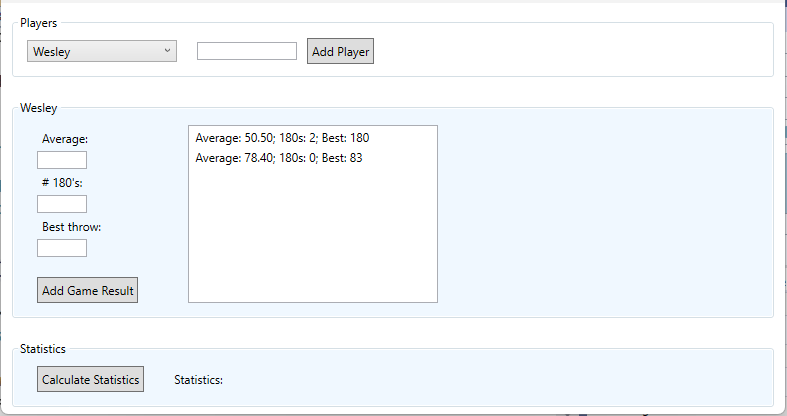 Players
Wesley
Add Player
Wesley
Average:
# 180's:
Best throw:
Add Game Result
Average: 50.50; 180s: 2; Best: 180
Average: 78.40; 180s: 0; Best: 83
Statistics
Calculate Statistics
Statistics: